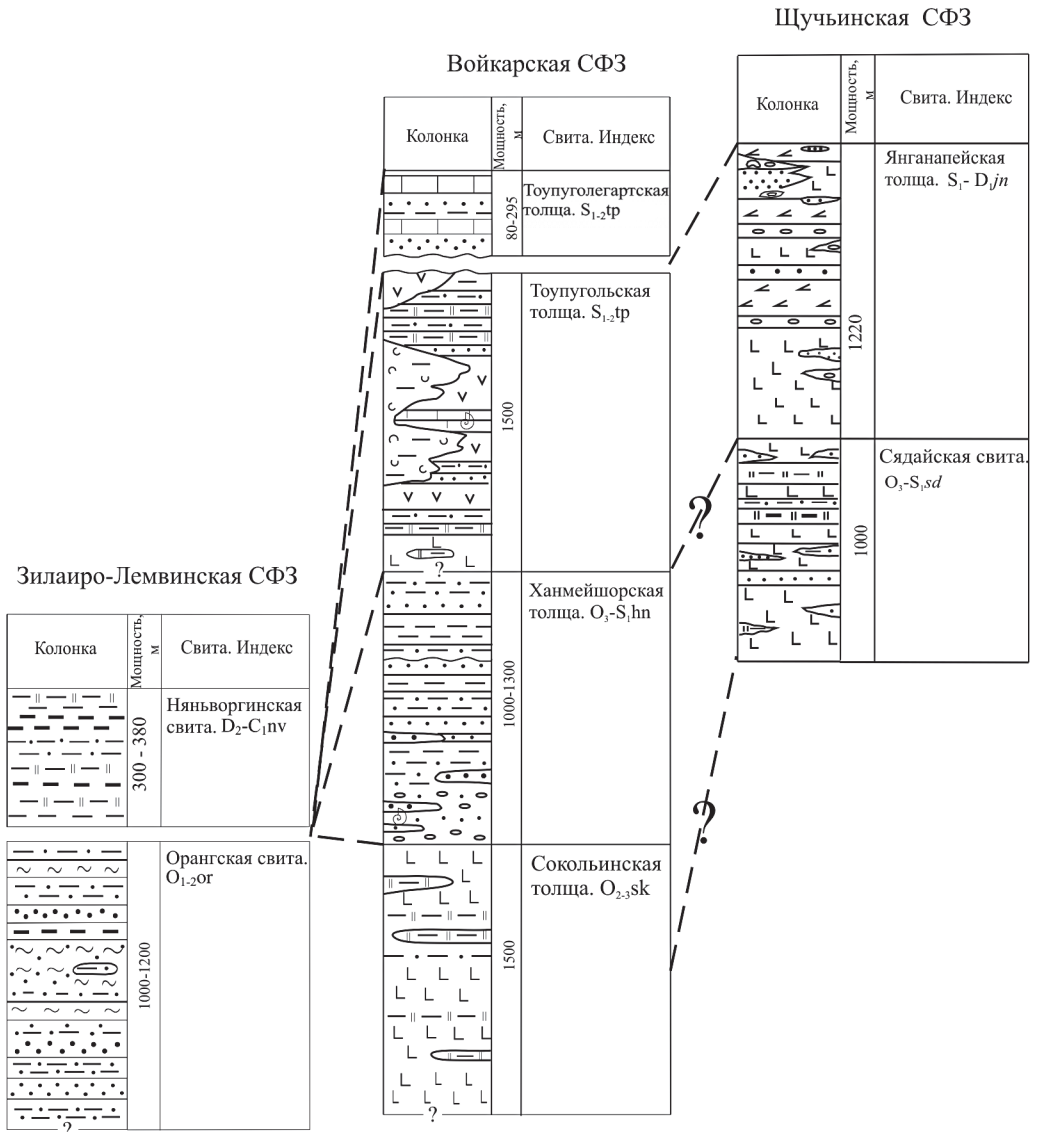 Щучьинская СФЗ
Колонка
Мощность, м
Свита. Индекс
Янганапейская
толща. S₁- D₁jn
1220
Сядайская свита.
O₃-S₁sd
1000
Войкарская СФЗ
Колонка
Мощность, м
Свита. Индекс
Тоупуголегартская
толща. S₁₋₂tp
80-295
Тоупугольская
толща. S₁₋₂tp
1500
?
Ханмейшорская
толща. O₃-S₁hn
1000-1300
Сокольинская
толща. O₂₋₃sk
1500
?
?
?
Зилаиро-Лемвинская СФЗ
Колонка
Мощность, м
Свита. Индекс
Няньворгинская
свита. D₂-C₁nv
300 - 380
Орангская свита.
O₁₋₂or
1000-1200
?